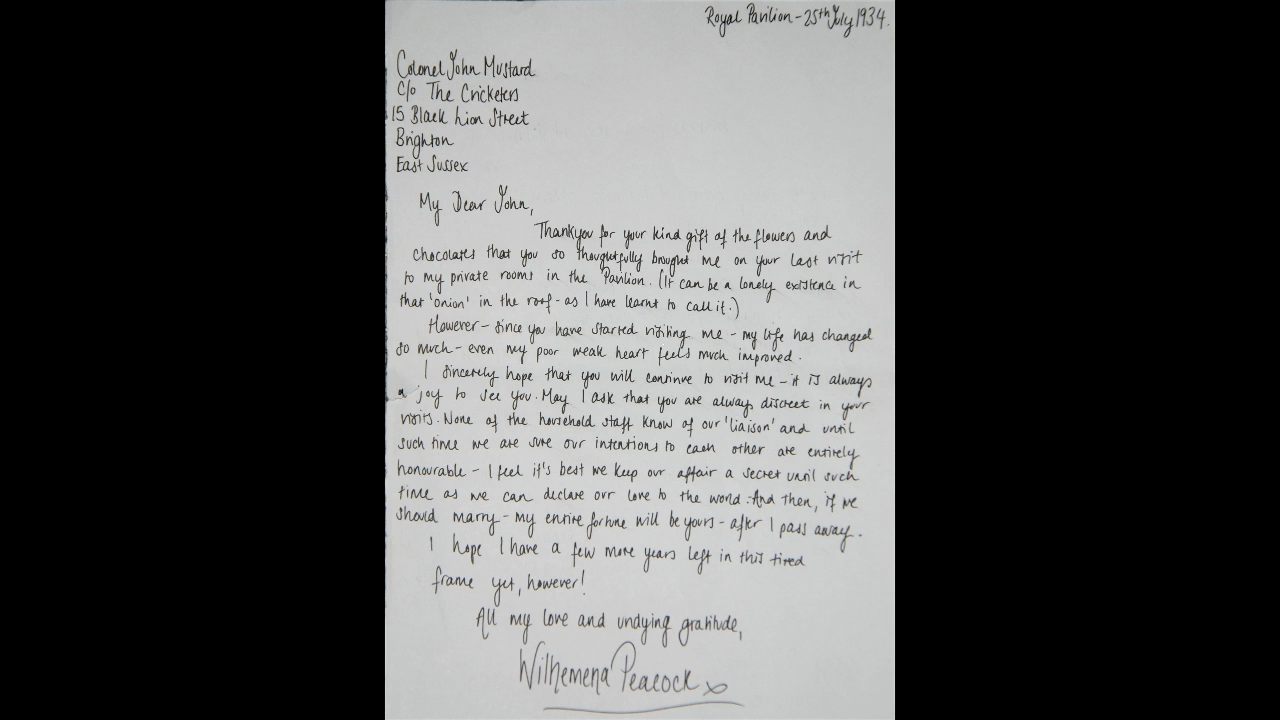 Royal Pavilion - 25th July 1934.
Colonel John Mustard
c/o The Cricketers
15 Black Lion Street
Brighton
East Sussex
My Dear John,
Thankyou for your kind gift of the flowers and
chocolates that you so thoughtfully brought me on your last visit
to my private rooms in the Pavilion. (It can be a lonely existence in
that 'onion' in the roof - as I have learnt to call it.)
However - since you have started visiting me - my life has changed
so much - even my poor weak heart feels much improved.
I sincerely hope that you will continue to visit me - it is always
a joy to see you. May I ask that you are always discreet in your
visits. None of the household staff know of our 'liaison' and until
such time we are sure our intentions to each other are entirely
honourable - I feel it's best we keep our affair a secret until such
time as we can declare our love to the world. And then, if we
should marry - my entire fortune will be yours - after I pass away.
I hope I have a few more years left in this tired
frame yet, however!
All my love and undying gratitude,
Wilhemena Peacock x